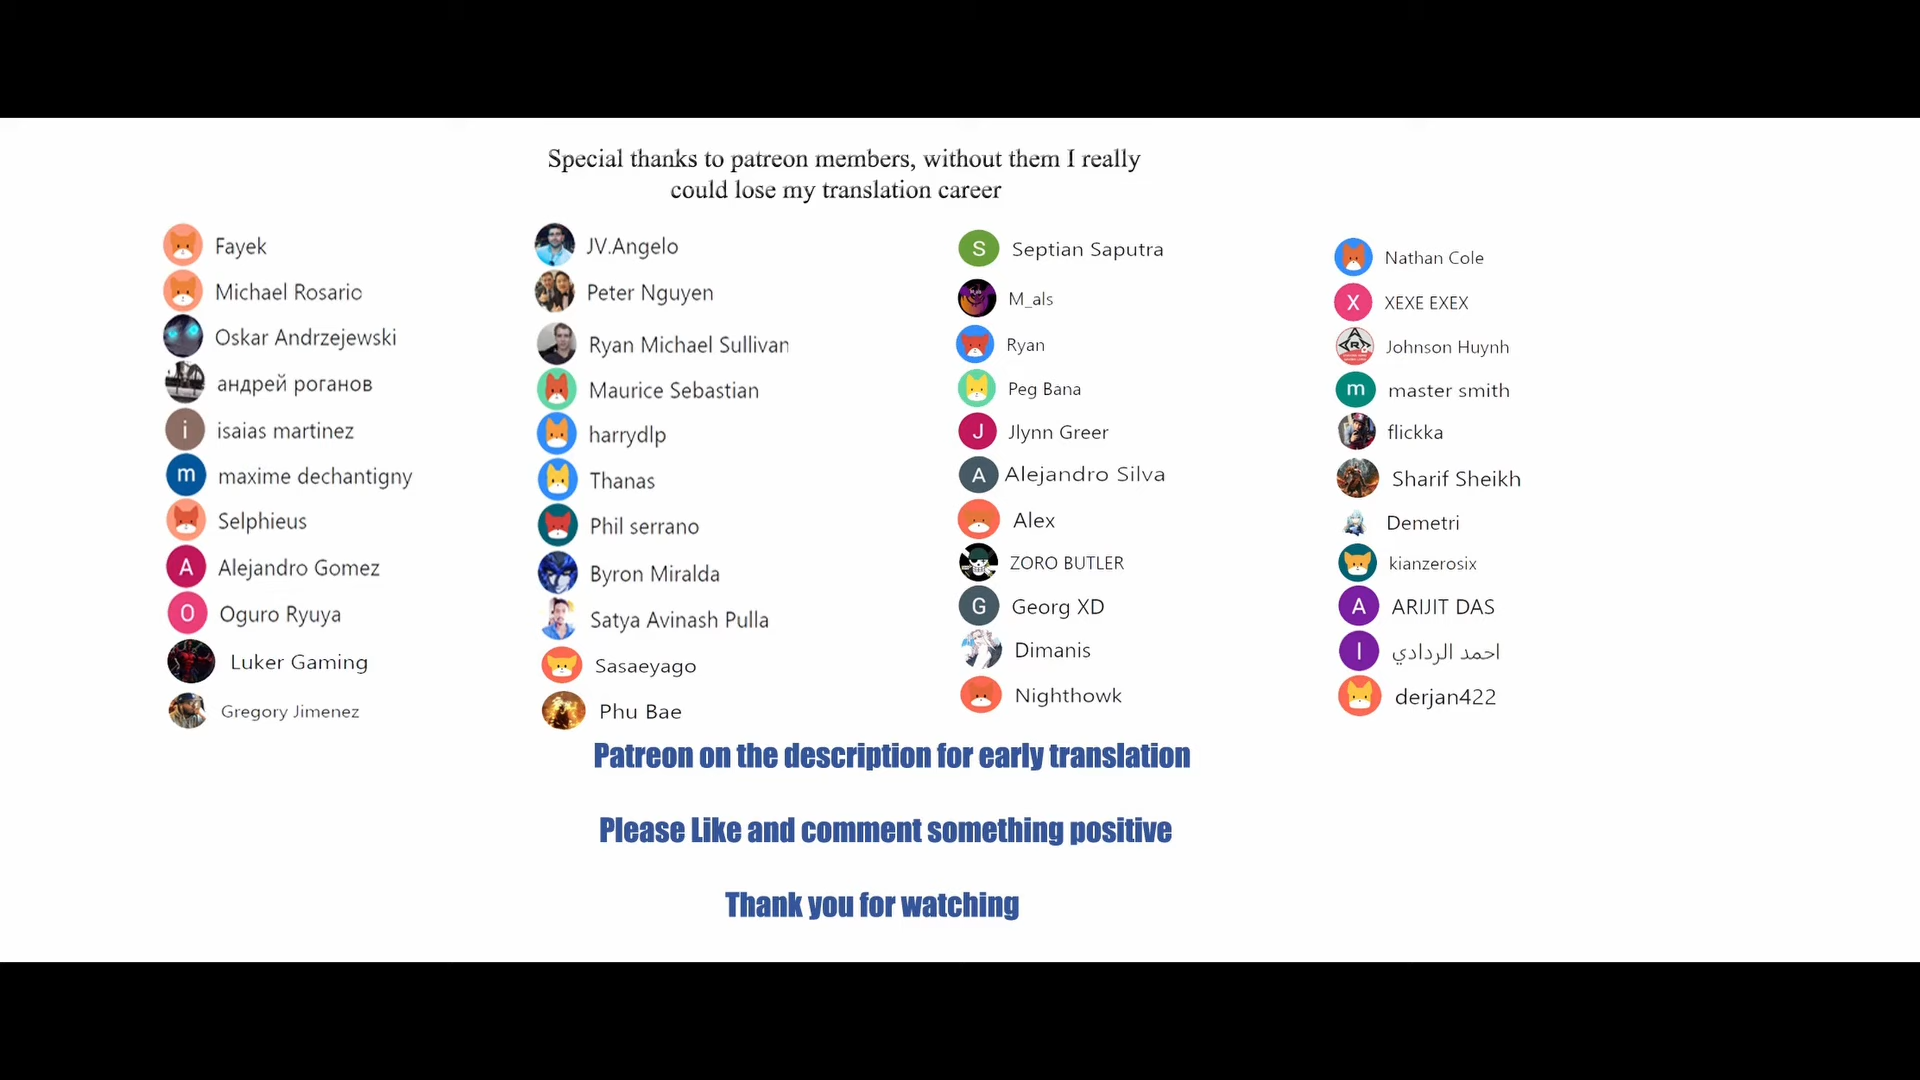 Special thanks to patreon members, without them I really
could lose my translation career
Fayek
Michael Rosario
Oskar Andrzejewski
андрей роганов
i
isaias martinez
m
maxime dechantigny
Selphieus
A
Alejandro Gomez
O
Oguro Ryuya
Luker Gaming
Gregory Jimenez
JV.Angelo
Peter Nguyen
Ryan Michael Sullivan
Maurice Sebastian
harrydlp
Thanas
Phil serrano
Byron Miralda
Satya Avinash Pulla
Sasaeyago
Phu Bae
S
Septian Saputra
M_als
Ryan
Peg Bana
J
Jlynn Greer
A
Alejandro Silva
Alex
ZORO BUTLER
G
Georg XD
Dimanis
Nighthowk
Nathan Cole
X
XEXE EXEX
Johnson Huynh
m
master smith
flickka
Sharif Sheikh
Demetri
kianzerosix
A
ARIJIT DAS
I
احمد الردادي
derjan422
Patreon on the description for early translation
Please Like and comment something positive
Thank you for watching